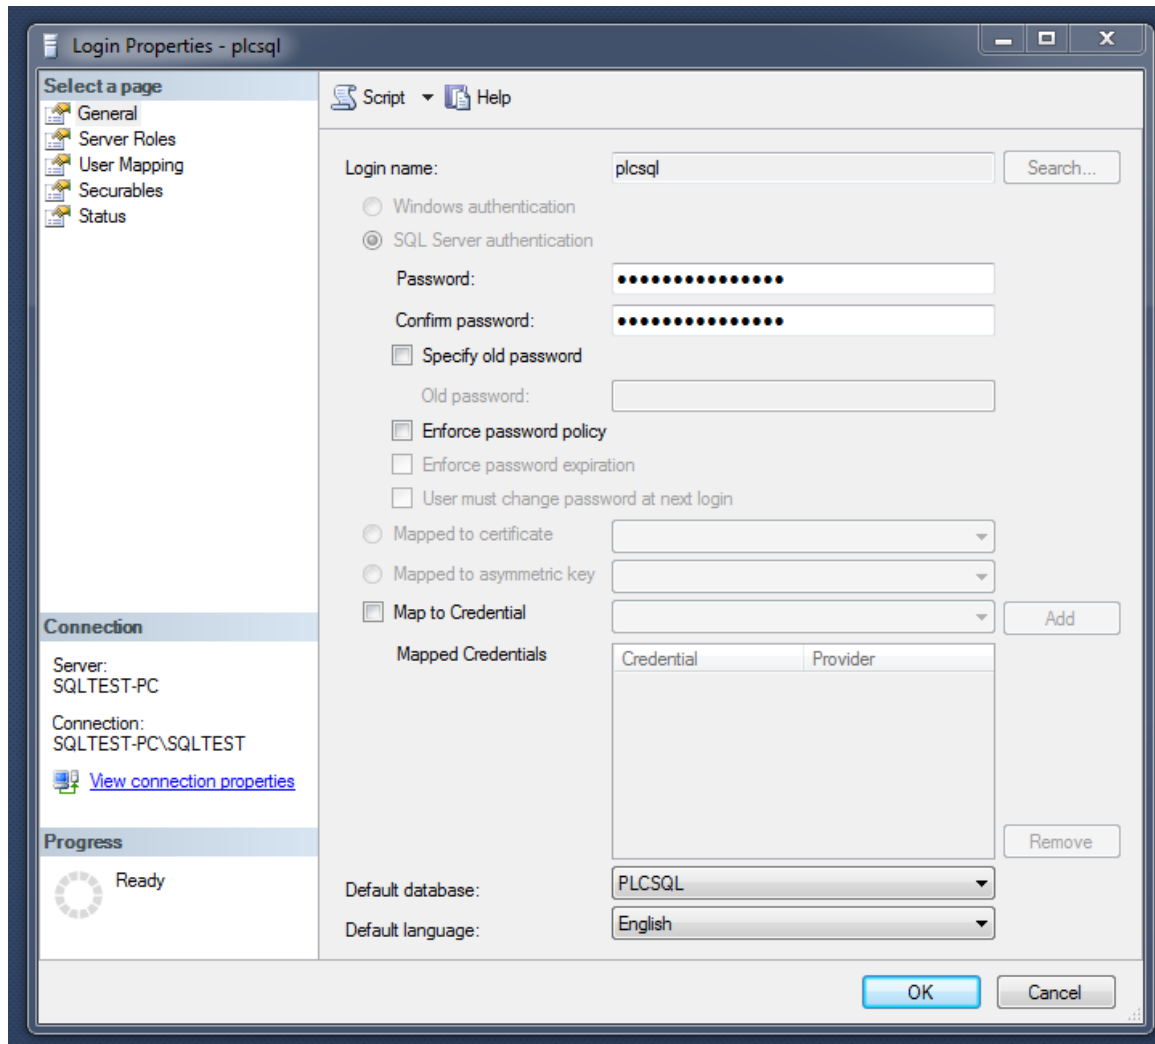 Login Properties - plcsql
Select a page
General
Server Roles
User Mapping
Securables
Status
Script
Help
Login name:
plcsql
Search...
Windows authentication
SQL Server authentication
Password:
●●●●●●●●●●●●●●●
Confirm password:
●●●●●●●●●●●●●●●
Specify old password
Old password:
Enforce password policy
Enforce password expiration
User must change password at next login
Mapped to certificate
Mapped to asymmetric key
Map to Credential
Add
Mapped Credentials
Credential Provider
Remove
Default database:
PLCSQL
Default language:
English
Connection
Server:
SQLTEST-PC
Connection:
SQLTEST-PC\SQLTEST
View connection properties
Progress
Ready
OK
Cancel